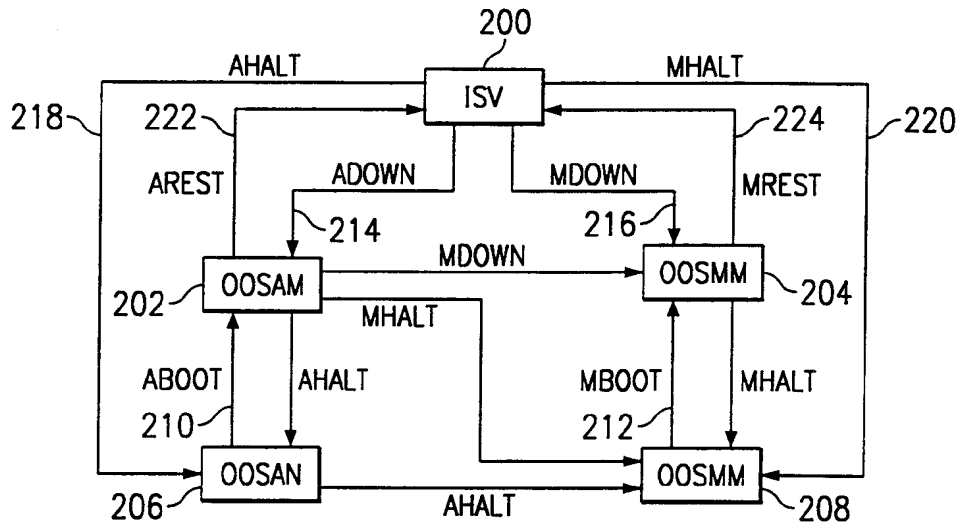 200
AHALT
MHALT
ISV
218
222
224
220
ADOWN
MDOWN
AREST
MREST
214
216
MDOWN
OOSAM
OOSMM
202
204
MHALT
ABOOT
AHALT
MBOOT
MHALT
210
212
OOSAN
OOSMM
206
AHALT
208